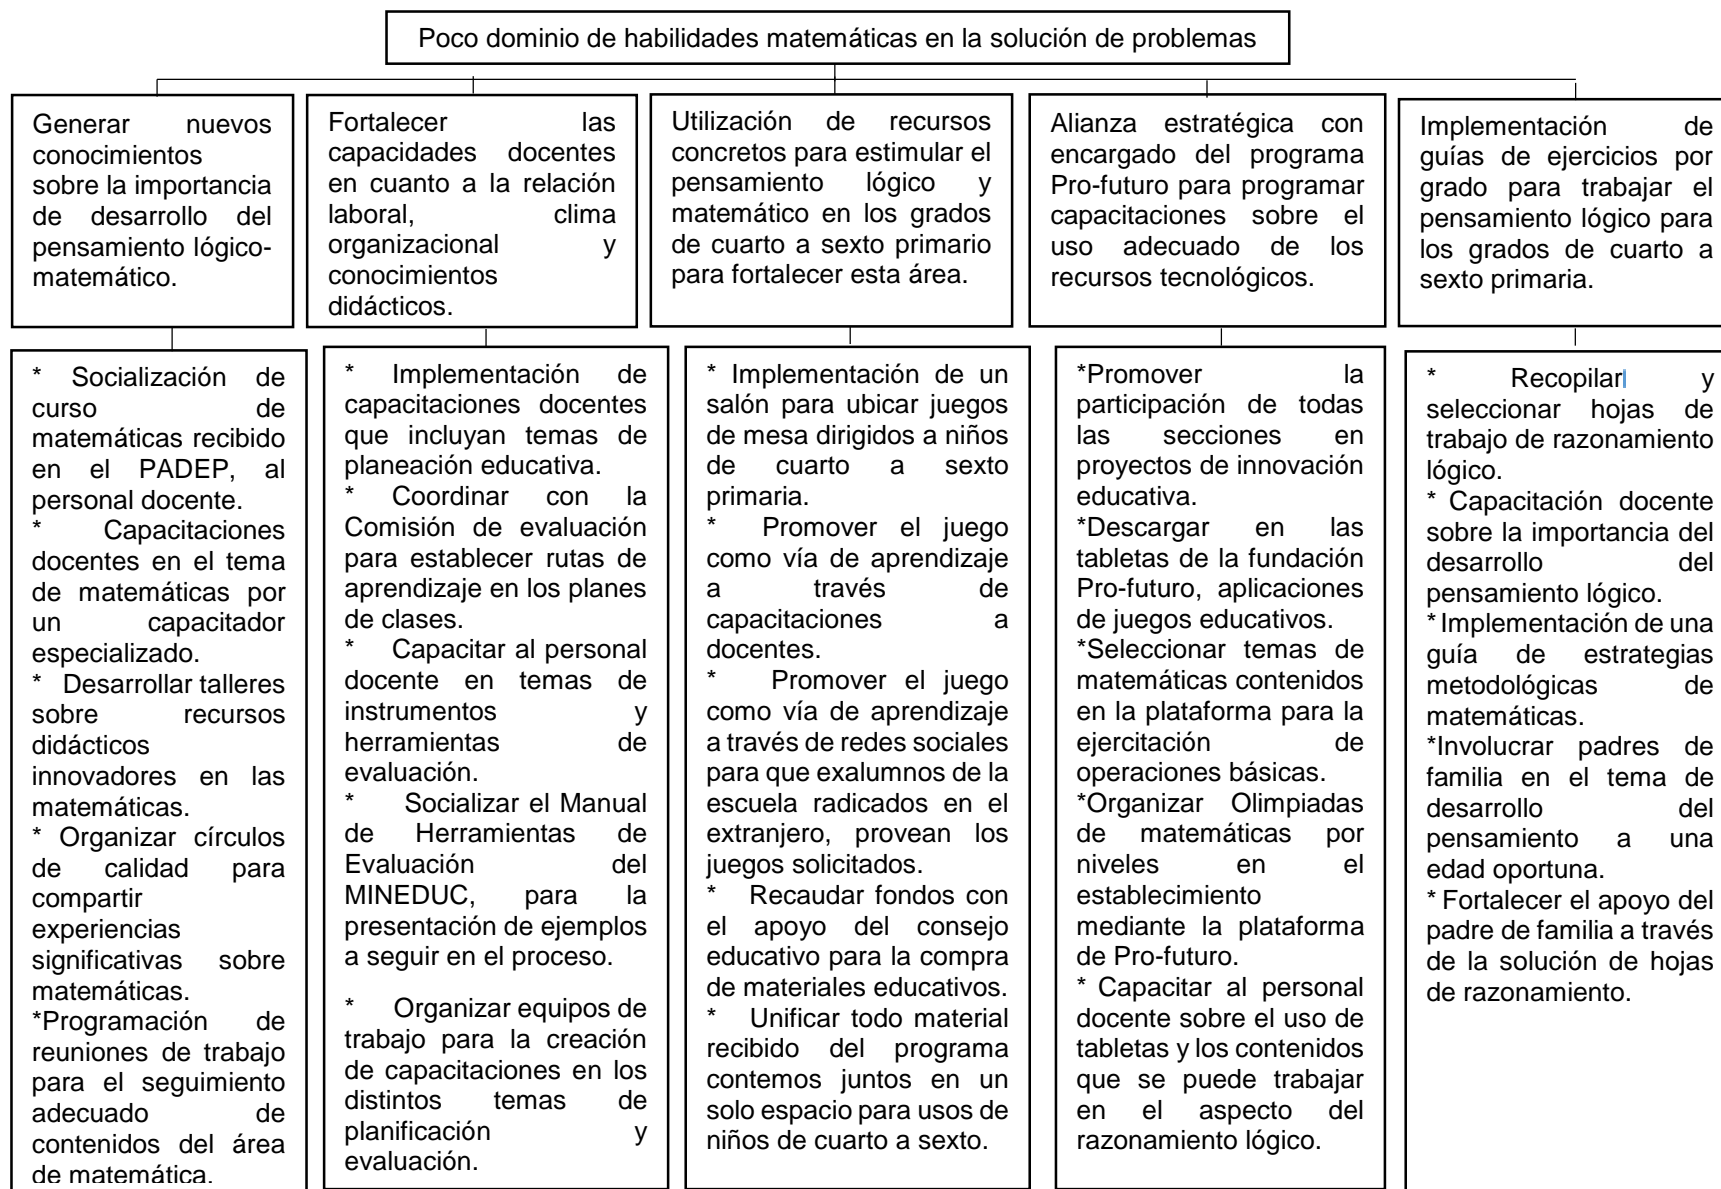 Poco dominio de habilidades matemáticas en la solución de problemas
Generar nuevos
conocimientos
sobre la importancia
de desarrollo del
pensamiento lógico-
matemático.
Fortalecer las
capacidades docentes
en cuanto a la relación
laboral, clima
organizacional y
conocimientos
didácticos.
Utilización de recursos
concretos para estimular el
pensamiento lógico y
matemático en los grados
de cuarto a sexto primario
para fortalecer esta área.
Alianza estratégica con
encargado del programa
Pro-futuro para programar
capacitaciones sobre el
uso adecuado de los
recursos tecnológicos.
Implementación de
guías de ejercicios por
grado para trabajar el
pensamiento lógico para
los grados de cuarto a
sexto primaria.
* Socialización de
curso de
matemáticas recibido
en el PADEP, al
personal docente.
* Capacitaciones
docentes en el tema
de matemáticas por
un capacitador
especializado.
* Desarrollar talleres
sobre recursos
didácticos
innovadores en las
matemáticas.
* Organizar círculos
de calidad para
compartir
experiencias
significativas sobre
matemáticas.
*Programación de
reuniones de trabajo
para el seguimiento
adecuado de
contenidos del área
de matemática.
* Implementación de
capacitaciones docentes
que incluyan temas de
planeación educativa.
* Coordinar con la
Comisión de evaluación
para establecer rutas de
aprendizaje en los planes
de clases.
* Capacitar al personal
docente en temas de
instrumentos y
herramientas de
evaluación.
* Socializar el Manual
de Herramientas de
Evaluación del
MINEDUC, para la
presentación de ejemplos
a seguir en el proceso.
* Organizar equipos de
trabajo para la creación
de capacitaciones en los
distintos temas de
planificación y
evaluación.
* Implementación de un
salón para ubicar juegos
de mesa dirigidos a niños
de cuarto a sexto
primaria.
* Promover el juego
como vía de aprendizaje
a través de
capacitaciones a
docentes.
* Promover el juego
como vía de aprendizaje
a través de redes sociales
para que exalumnos de la
escuela radicados en el
extranjero, provean los
juegos solicitados.
* Recaudar fondos con
el apoyo del consejo
educativo para la compra
de materiales educativos.
* Unificar todo material
recibido del programa
contemos juntos en un
solo espacio para usos de
niños de cuarto a sexto.
*Promover la
participación de todas
las secciones en
proyectos de innovación
educativa.
*Descargar en las
tabletas de la fundación
Pro-futuro, aplicaciones
de juegos educativos.
*Seleccionar temas de
matemáticas contenidos
en la plataforma para la
ejercitación de
operaciones básicas.
*Organizar Olimpiadas
de matemáticas por
niveles en el
establecimiento
mediante la plataforma
de Pro-futuro.
* Capacitar al personal
docente sobre el uso de
tabletas y los contenidos
que se puede trabajar
en el aspecto del
razonamiento lógico.
* Recopilar y
seleccionar hojas de
trabajo de razonamiento
lógico.
* Capacitación docente
sobre la importancia del
desarrollo del
pensamiento lógico.
*Implementación de una
guía de estrategias
metodológicas de
matemáticas.
*Involucrar padres de
familia en el tema de
desarrollo del
pensamiento a una
edad oportuna.
* Fortalecer el apoyo del
padre de familia a través
de la solución de hojas
de razonamiento.